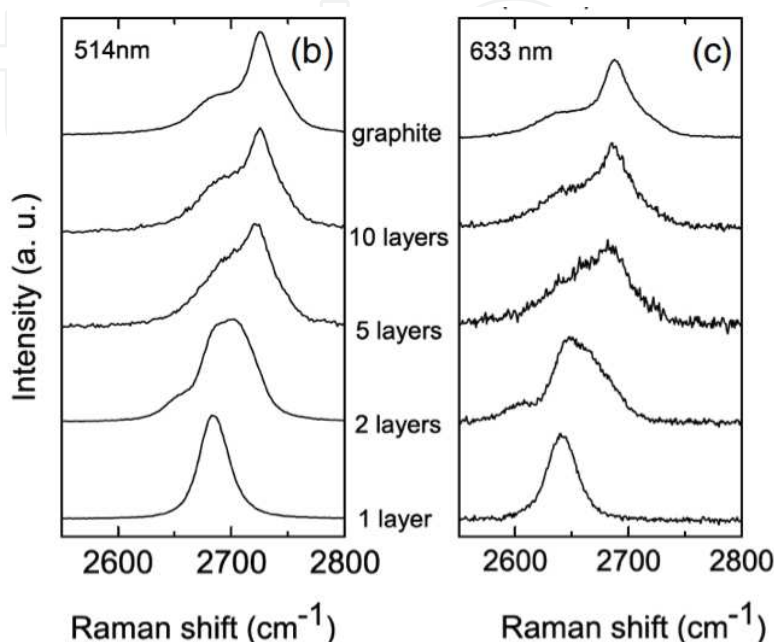 514nm
(b)
633 nm
(c)
graphite
10 layers
5 layers
2 layers
1 layer
Intensity (a. u.)
2600
2700
2800
2600
2700
2800
Raman shift (cm-1)
Raman shift (cm-1)